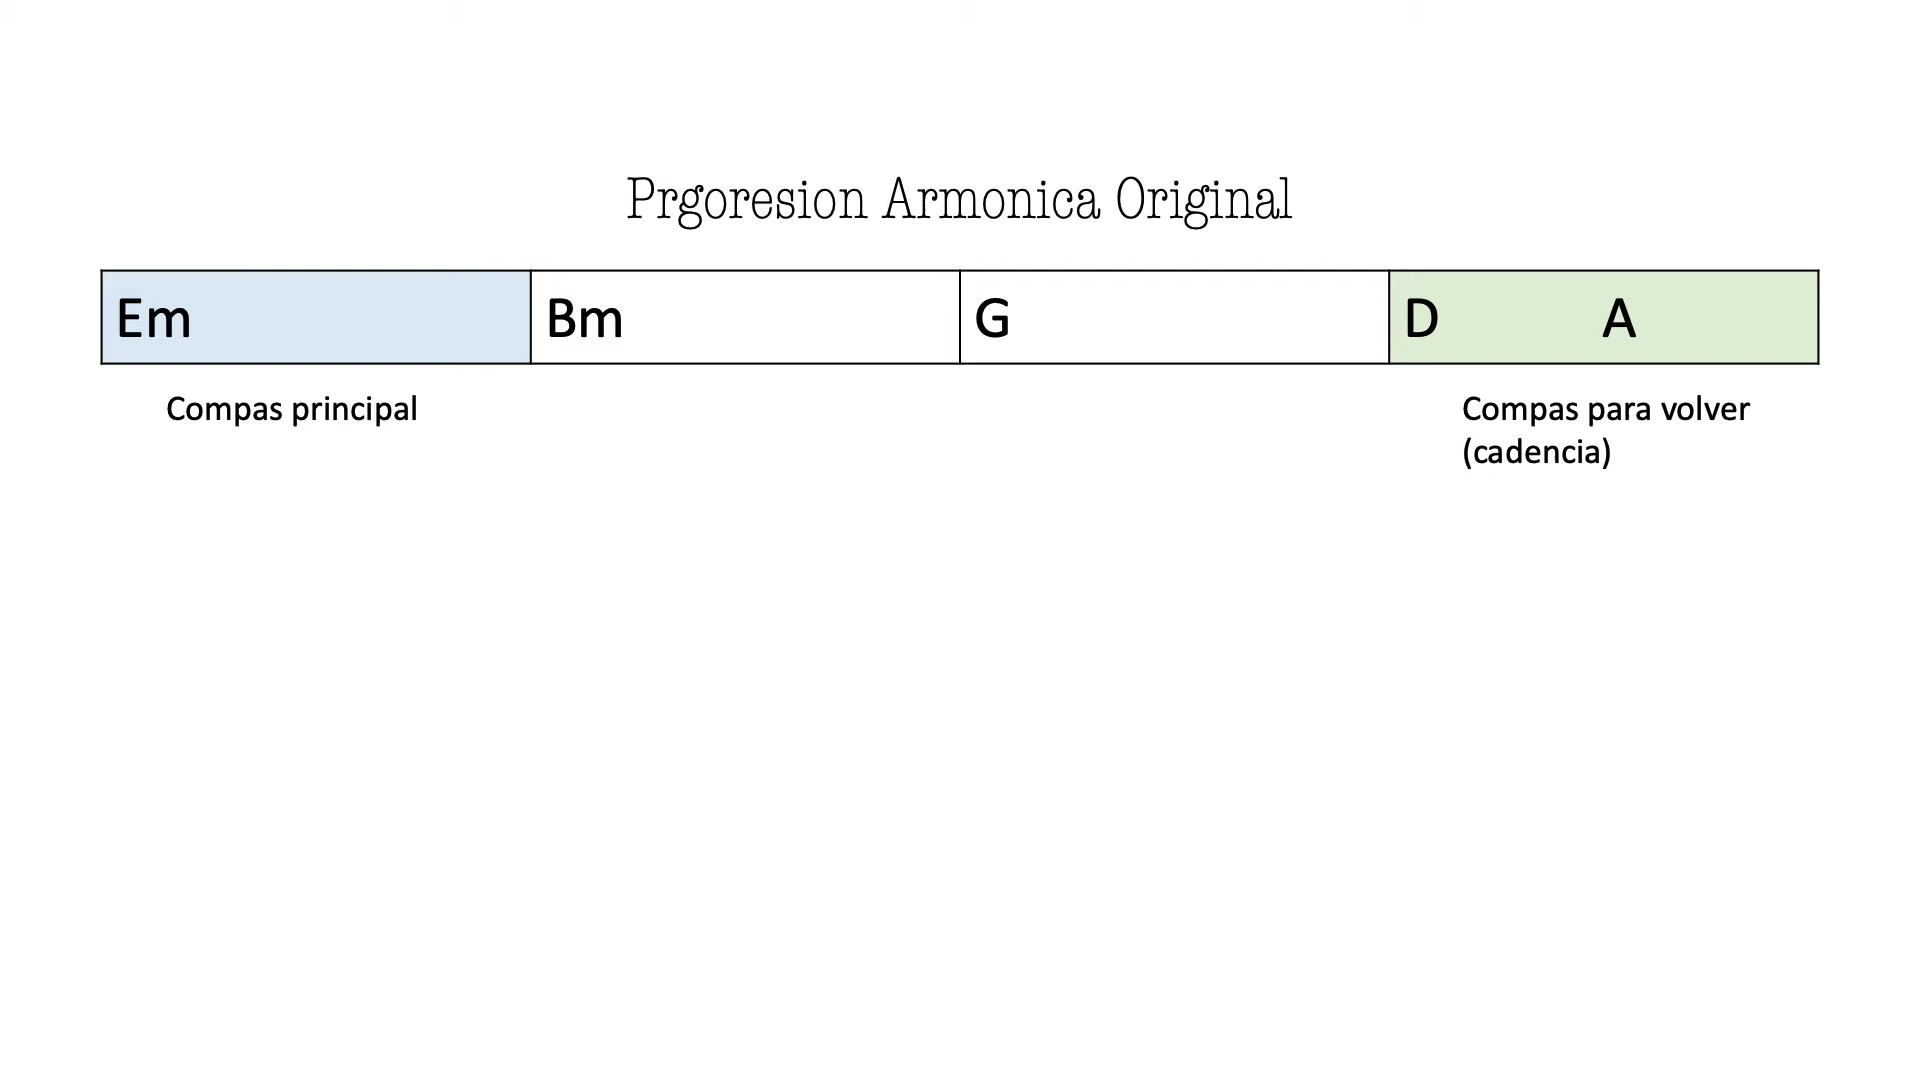 Prgoresion Armonica Original
Em Bm G D A
Compas principal
Compas para volver
(cadencia)